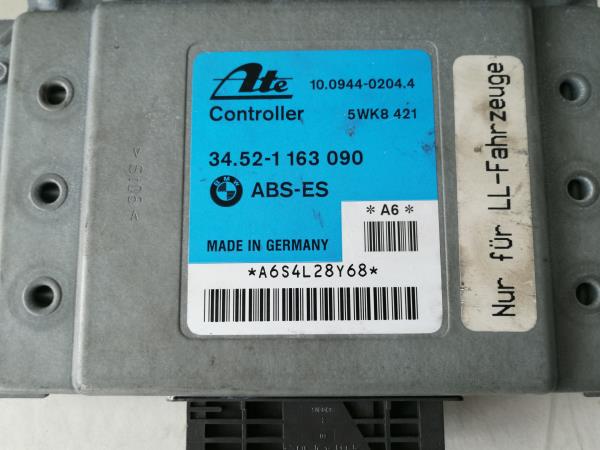 Ate
10.0944-0204.4
Controller
5WK8 421
34.52-1 163 090
BMW
ABS-ES
* A6 *
MADE IN GERMANY
*A6S4L28Y68*
Nur für LL-Fahrzeuge